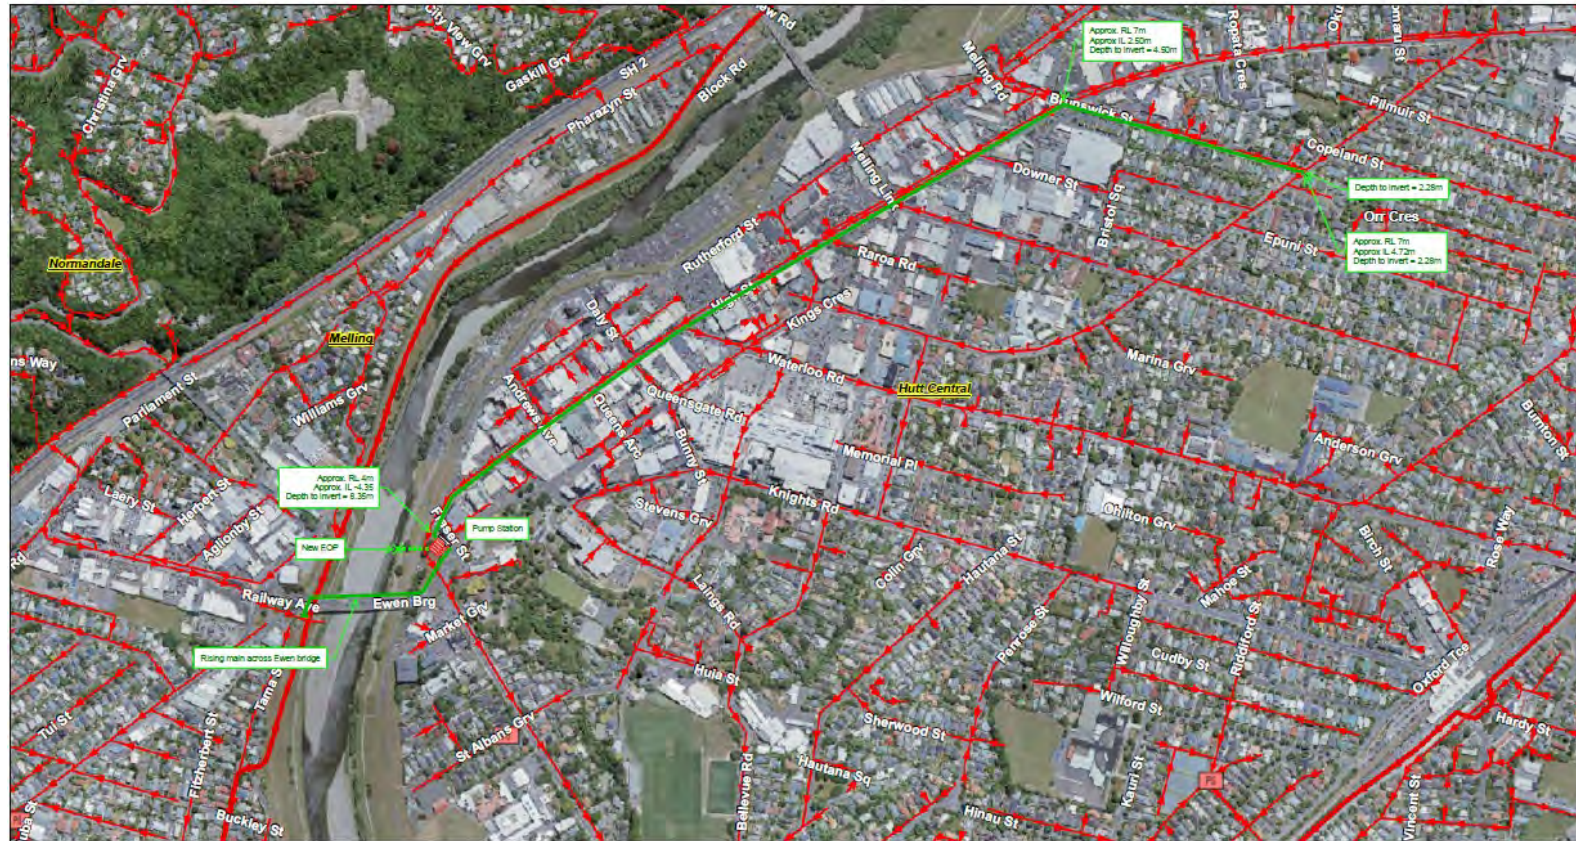 City View Grv
Christina Grv
Gaskill Grv
SH 2
Block Rd
Pharazyn St
Melling Rd
Ropata Cres
Approx. RL 7m
Approx IL 2.50m
Depth to Invert = 4.50m
Brunswick St
Pilmuir St
Copeland St
Downer St
Bristol Sq
Melling Link
Depth to Invert = 2.28m
Orr Cres
Epuni St
Approx. RL 7m
Approx IL 4.72m
Depth to Invert = 2.28m
Rutherford St
Raroa Rd
High St
Kings Cres
Normandale
Melling
Daly St
Marina Grv
Waterloo Rd
Hutt Central
Parliament St
Williams Grv
Andrews Ave
Queens Arc
Queensgate Rd
Bunny St
Memorial Pl
Anderson Grv
Burnton St
Approx. RL 4m
Approx. IL -4.35
Depth to Invert = 8.35m
Laery St
Herbert St
Aglionby St
Fraser St
Pump Station
New EOP
Knights Rd
Stevens Grv
Chilton Grv
Rose Way
Birch St
Colin Grv
Hautana St
Mahoe St
Railway Ave
Ewen Brg
Market Grv
Laings Rd
Penrose St
Willoughby St
Riddiford St
Cudby St
Oxford Tce
Rising main across Ewen bridge
Huia St
Tama St
Tui St
Fitzherbert St
St Albans Grv
Sherwood St
Wilford St
Hardy St
Hautana Sq
Bellevue Rd
Kauri St
PS
Hinau St
Vincent St
Buckley St